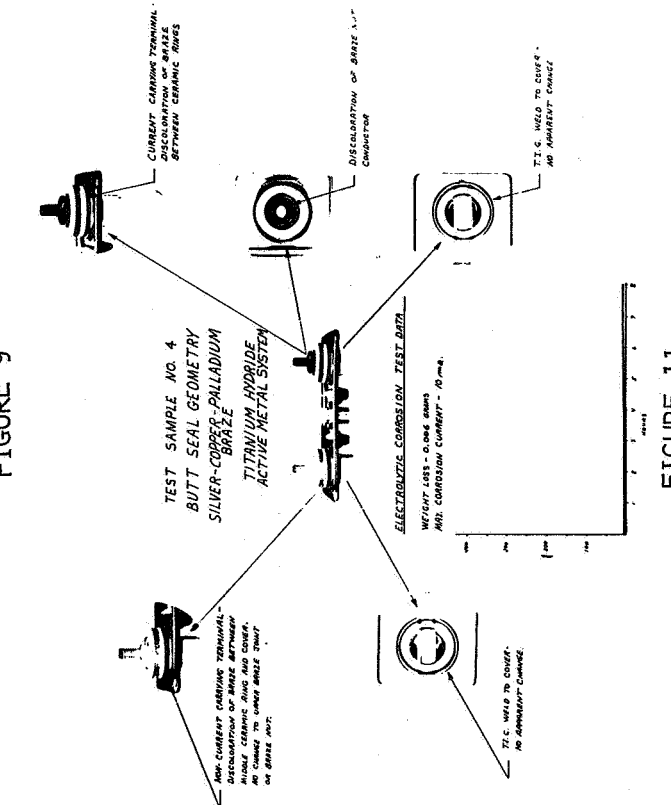 FIGURE 9
CURRENT CARRYING TERMINAL-
DISCOLORATION OF BRAZE
BETWEEN CERAMIC RINGS
DISCOLORATION OF BRAZE NUT
CONDUCTOR
T.I.G. WELD TO COVER-
NO APPARENT CHANGE
TEST SAMPLE NO. 4
BUTT SEAL GEOMETRY
SILVER-COPPER-PALLADIUM
BRAZE
TITANIUM HYDRIDE
ACTIVE METAL SYSTEM
NON-CURRENT CARRYING TERMINAL-
DISCOLORATION OF BRAZE BETWEEN
MIDDLE CERAMIC RING AND COVER.
NO CHANGE TO UPPER BRAZE JOINT
OR BRAZE NUT.
T.I.G. WELD TO COVER-
NO APPARENT CHANGE.
ELECTROLYTIC CORROSION TEST DATA
WEIGHT LOSS - 0.006 GRAMS
MAX. CORROSION CURRENT - 10 ma.
HOURS
FIGURE 11